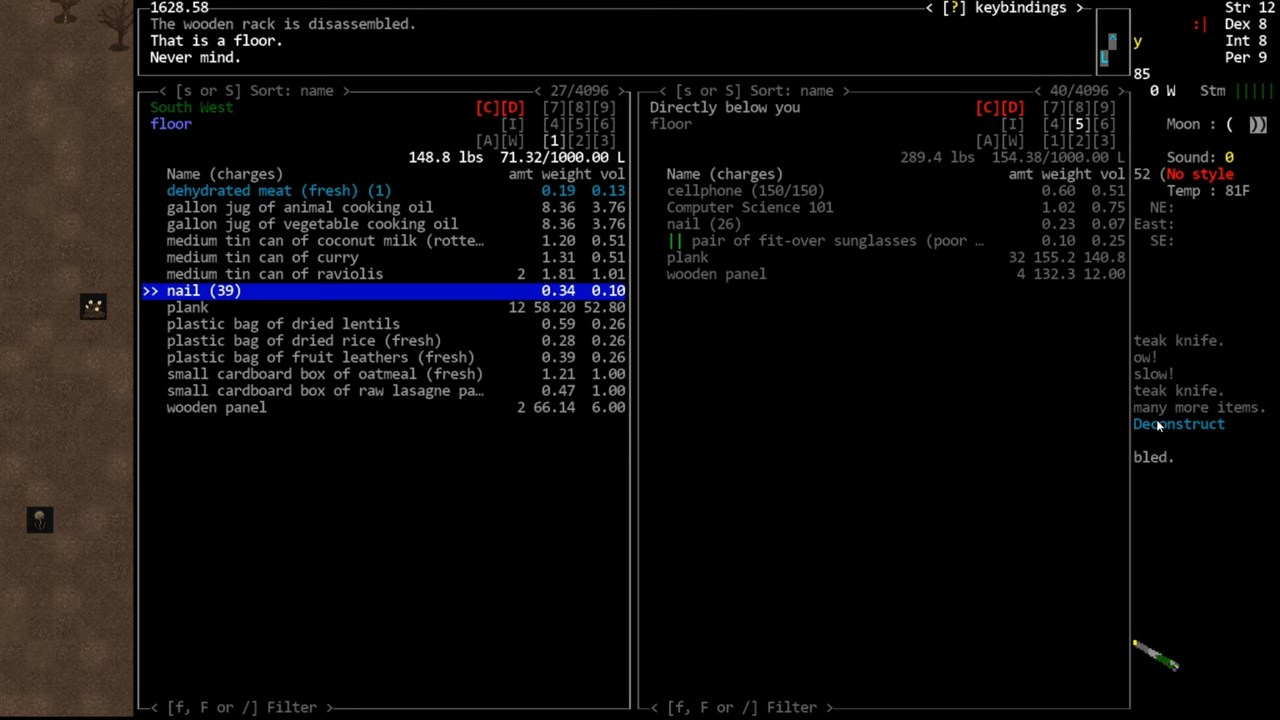 1628.58 < [?] keybindings > Str 12
The wooden rack is disassembled. :| Dex 8
That is a floor. y Int 8
Never mind. L Per 9
85
< [s or S] Sort: name > < 27/4096 < [s or S] Sort: name > < 40/4096 0 W Stm |||||
South West [C][D] [7][8][9] Directly below you [C][D] [7][8][9]
floor [I] [4][5][6] floor [I] [4][5][6] Moon : ( ))
[A][W] [1][2][3] [A][W] [1][2][3]
148.8 lbs 71.32/1000.00 L 289.4 lbs 154.38/1000.00 L Sound: 0
Name (charges) amt weight vol Name (charges) amt weight vol 52 (No style
dehydrated meat (fresh) (1) 0.19 0.13 cellphone (150/150) 0.60 0.51 Temp : 81F
gallon jug of animal cooking oil 8.36 3.76 Computer Science 101 1.02 0.75 NE:
gallon jug of vegetable cooking oil 8.36 3.76 nail (26) 0.23 0.07 East:
medium tin can of coconut milk (rotte… 1.20 0.51 || pair of fit-over sunglasses (poor … 0.10 0.25 SE:
medium tin can of curry 1.31 0.51 plank 32 155.2 140.8
medium tin can of raviolis 2 1.81 1.01 wooden panel 4 132.3 12.00
>> nail (39) 0.34 0.10
plank 12 58.20 52.80
plastic bag of dried lentils 0.59 0.26
plastic bag of dried rice (fresh) 0.28 0.26 teak knife.
plastic bag of fruit leathers (fresh) 0.39 0.26 ow!
small cardboard box of oatmeal (fresh) 1.21 1.00 slow!
small cardboard box of raw lasagne pa… 0.47 1.00 teak knife.
wooden panel 2 66.14 6.00 many more items.
Deconstruct
bled.
< [f, F or /] Filter > < [f, F or /] Filter >